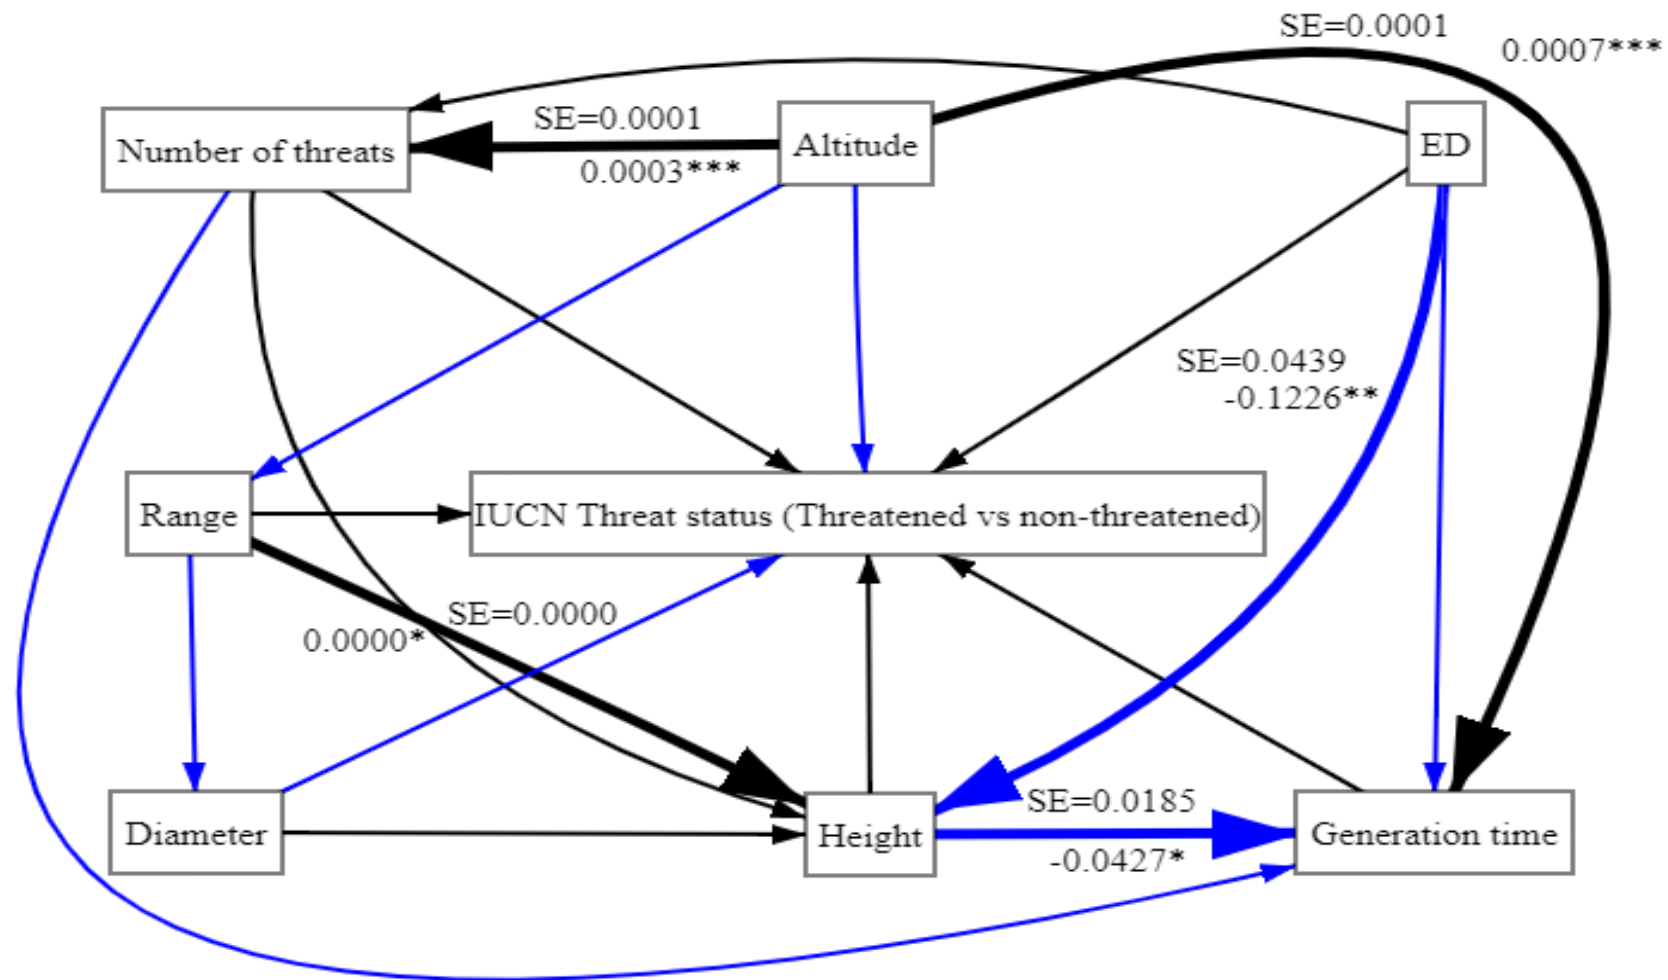 SE=0.0001
0.0007***
SE=0.0001
Number of threats
Altitude
ED
0.0003***
SE=0.0439
-0.1226**
Range
IUCN Threat status (Threatened vs non-threatened)
SE=0.0000
0.0000*
SE=0.0185
Diameter
Height
Generation time
-0.0427*